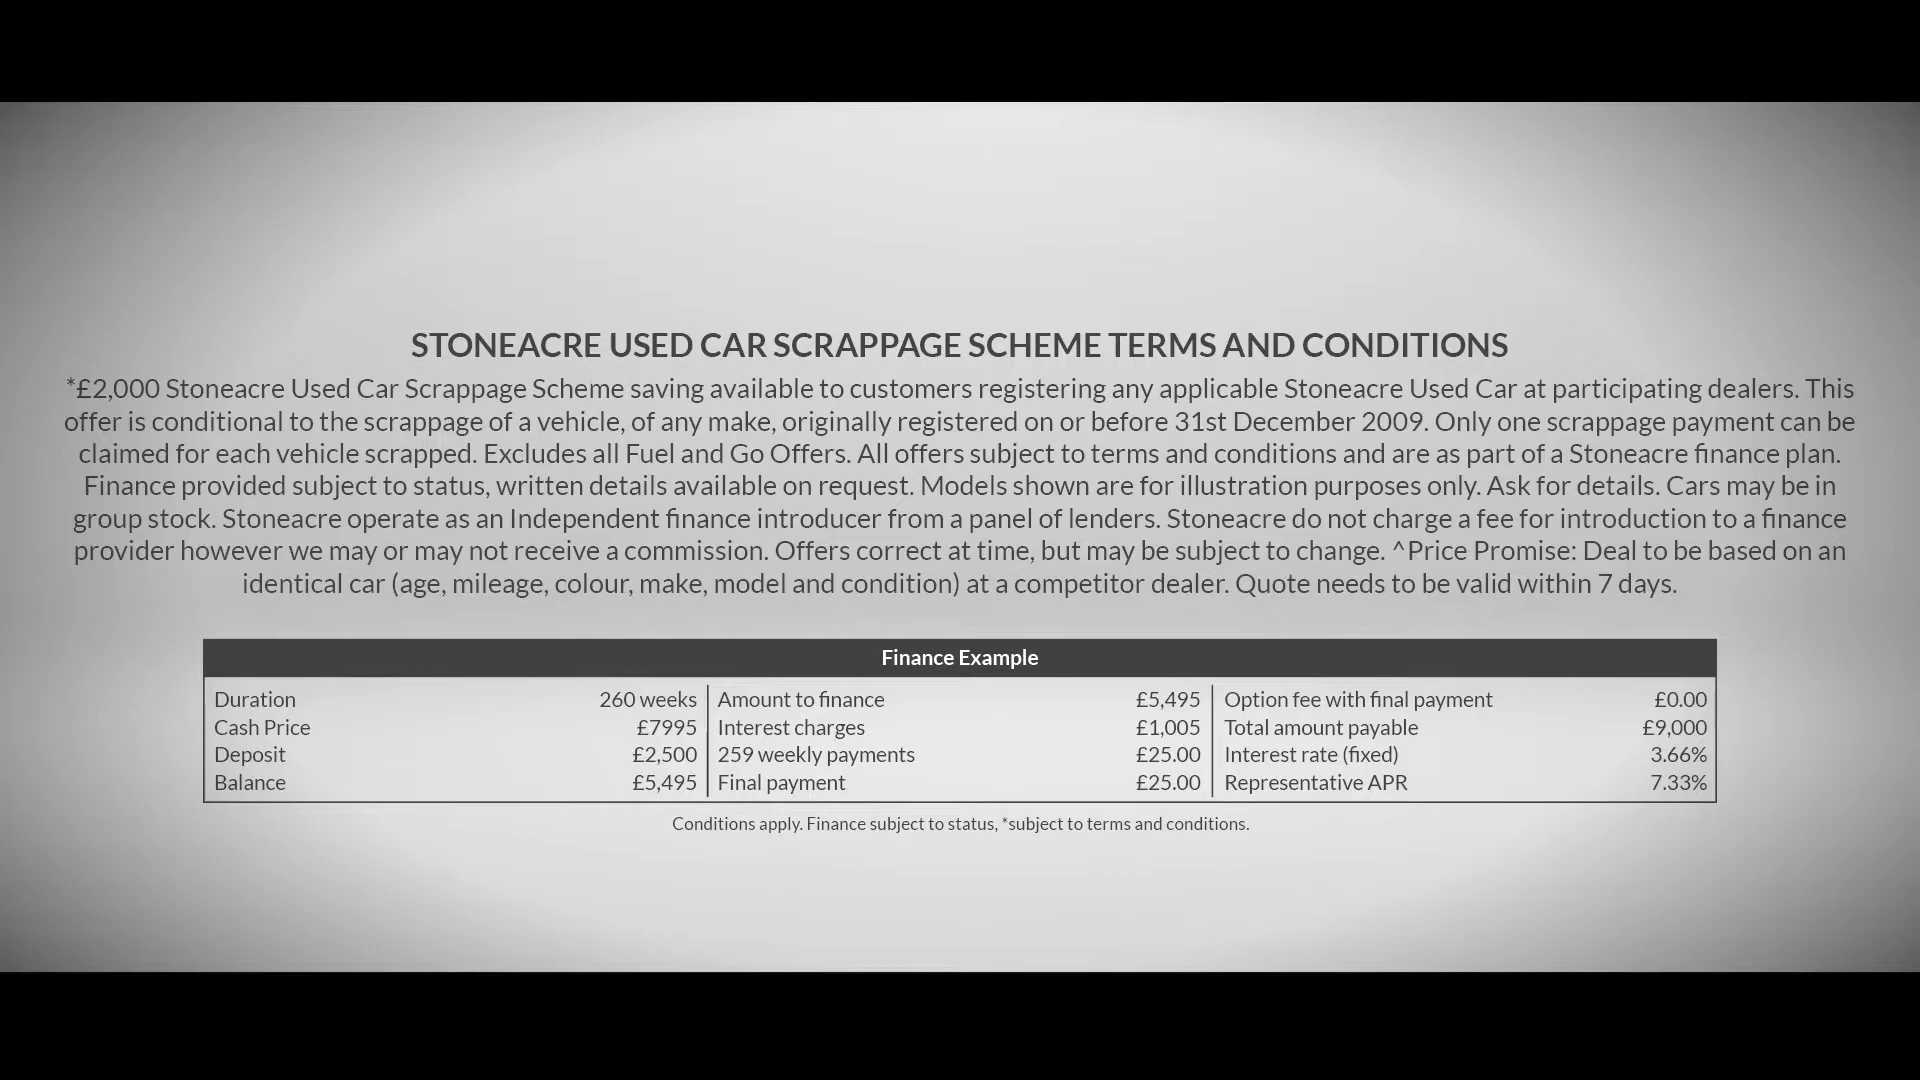 STONEACRE USED CAR SCRAPPAGE SCHEME TERMS AND CONDITIONS
*£2,000 Stoneacre Used Car Scrappage Scheme saving available to customers registering any applicable Stoneacre Used Car at participating dealers. This
offer is conditional to the scrappage of a vehicle, of any make, originally registered on or before 31st December 2009. Only one scrappage payment can be
claimed for each vehicle scrapped. Excludes all Fuel and Go Offers. All offers subject to terms and conditions and are as part of a Stoneacre finance plan.
Finance provided subject to status, written details available on request. Models shown are for illustration purposes only. Ask for details. Cars may be in
group stock. Stoneacre operate as an Independent finance introducer from a panel of lenders. Stoneacre do not charge a fee for introduction to a finance
provider however we may or may not receive a commission. Offers correct at time, but may be subject to change. ^Price Promise: Deal to be based on an
identical car (age, mileage, colour, make, model and condition) at a competitor dealer. Quote needs to be valid within 7 days.
Finance Example
Duration 260 weeks Amount to finance £5,495 Option fee with final payment £0.00
Cash Price £7995 Interest charges £1,005 Total amount payable £9,000
Deposit £2,500 259 weekly payments £25.00 Interest rate (fixed) 3.66%
Balance £5,495 Final payment £25.00 Representative APR 7.33%
Conditions apply. Finance subject to status, *subject to terms and conditions.